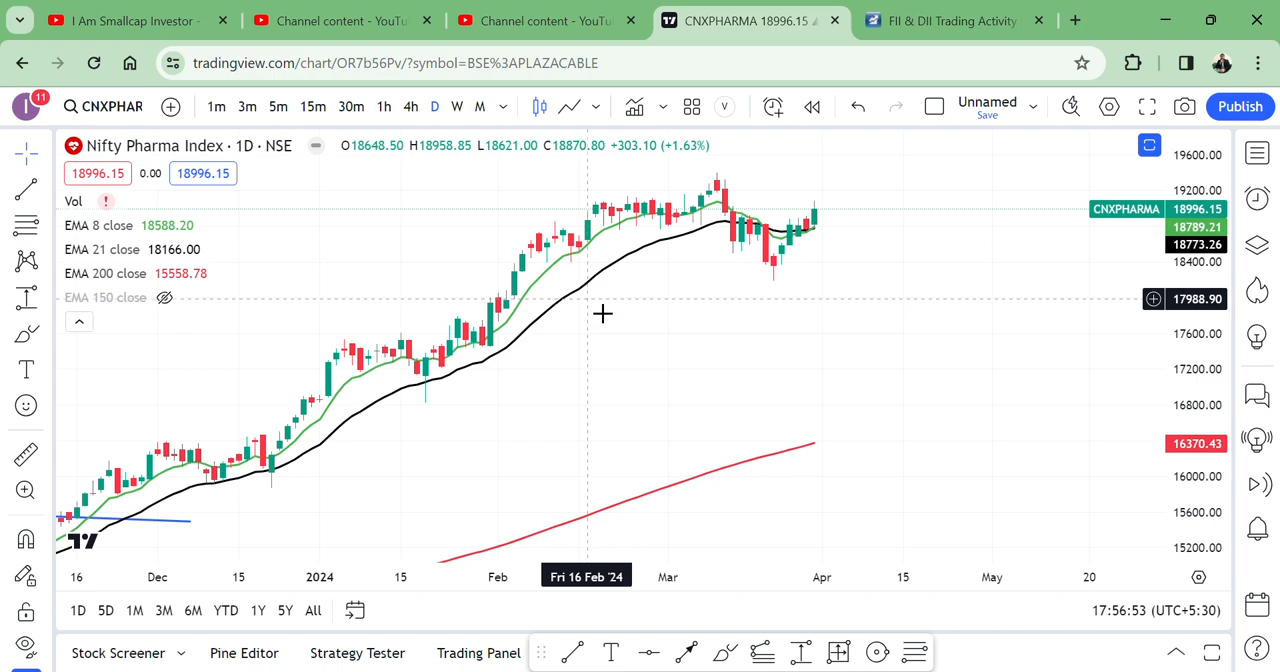 I Am Smallcap Investor -
Channel content - YouTu
Channel content - YouTu
CNXPHARMA 18996.15
FII & DII Trading Activity
tradingview.com/chart/OR7b56Pv/?symbol=BSE%3APLAZACABLE
I 11 CNXPHAR 1m 3m 5m 15m 30m 1h 4h D W M V Unnamed Save Publish
Nifty Pharma Index · 1D · NSE O18648.50 H18958.85 L18621.00 C18870.80 +303.10 (+1.63%)
18996.15 0.00 18996.15
Vol !
EMA 8 close 18588.20
EMA 21 close 18166.00
EMA 200 close 15558.78
EMA 150 close
19600.00
19200.00
CNXPHARMA 18996.15
18789.21
18773.26
18400.00
17988.90
17600.00
17200.00
16800.00
16370.43
16000.00
15600.00
15200.00
16 Dec 15 2024 15 Feb Fri 16 Feb '24 Mar Apr 15 May 20
1D 5D 1M 3M 6M YTD 1Y 5Y All 17:56:53 (UTC+5:30)
Stock Screener Pine Editor Strategy Tester Trading Panel